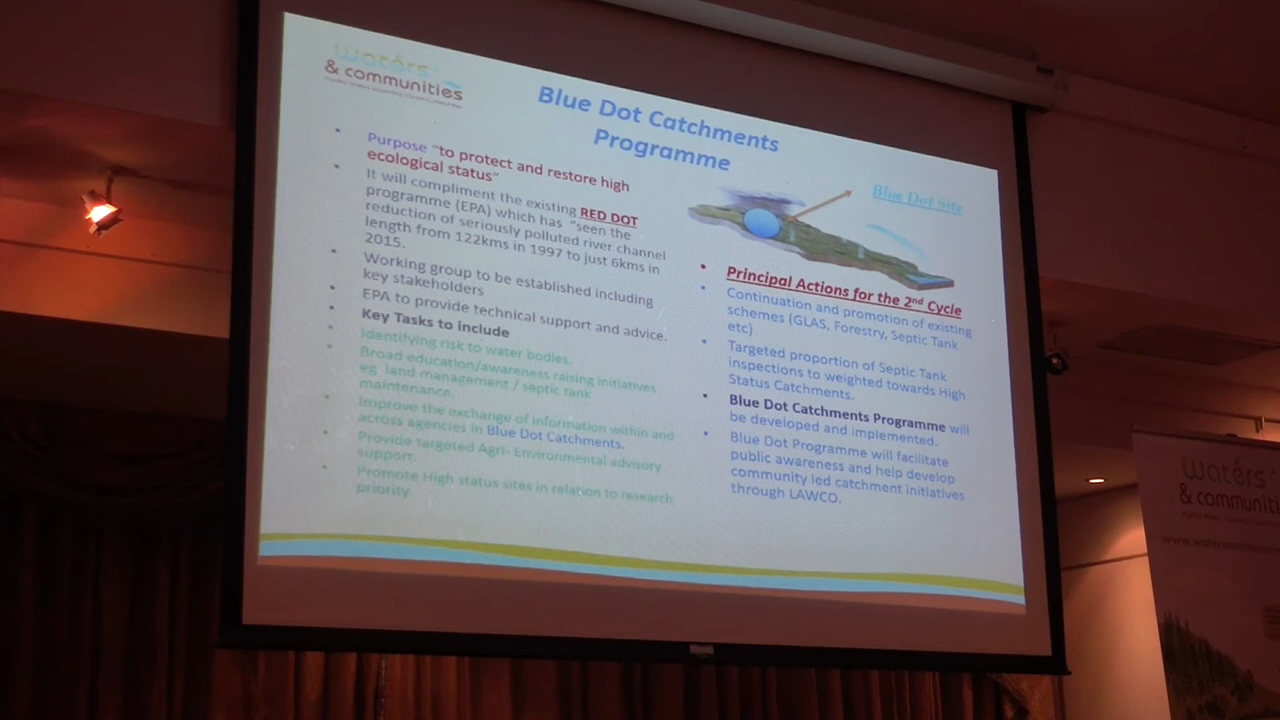 waters
& communities
Blue Dot Catchments
Programme
Purpose "to protect and restore high
ecological status"
It will compliment the existing RED DOT
programme (EPA) which has "seen the
reduction of seriously polluted river channel
length from 122kms in 1997 to just 6kms in
2015.
Working group to be established including
key stakeholders
EPA to provide technical support and advice.
Key Tasks to include
Identifying risk to water bodies.
Broad education/awareness raising initiatives
eg land management / septic tank
maintenance.
Improve the exchange of information within and
across agencies in Blue Dot Catchments.
Provide targeted Agri- Environmental advisory
support.
Promote High status sites in relation to research
priority.
Blue Dot Site
Principal Actions for the 2nd Cycle
Continuation and promotion of existing
schemes (GLAS, Forestry, Septic Tank
etc)
Targeted proportion of Septic Tank
inspections to weighted towards High
Status Catchments.
Blue Dot Catchments Programme will
be developed and implemented.
Blue Dot Programme will facilitate
public awareness and help develop
community led catchment initiatives
through LAWCO.
waters
& communit